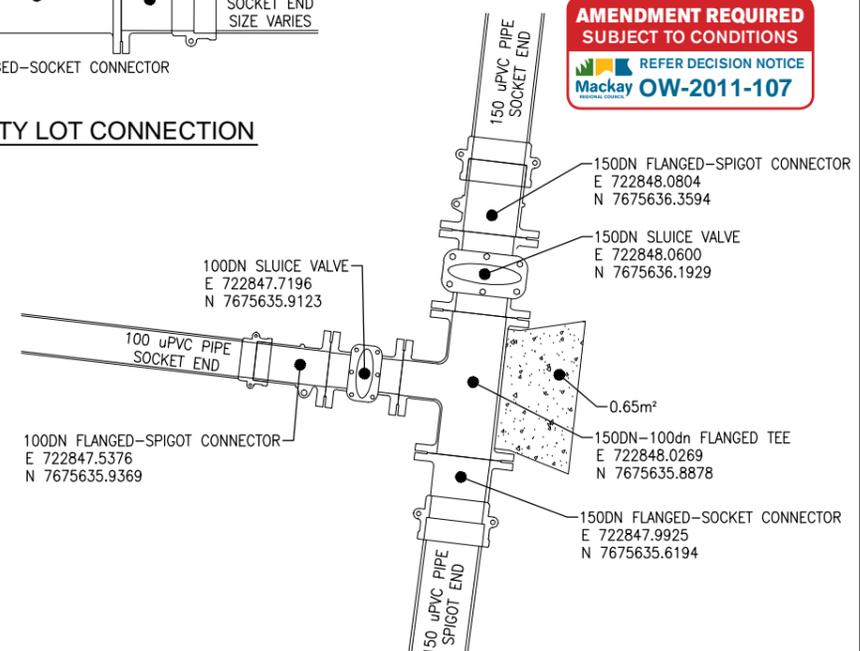 SOCKET END
SIZE VARIES
ED-SOCKET CONNECTOR
TY LOT CONNECTION
AMENDMENT REQUIRED
SUBJECT TO CONDITIONS
Mackay
REGIONAL COUNCIL
REFER DECISION NOTICE
OW-2011-107
150 uPVC PIPE
SOCKET END
150DN FLANGED-SPIGOT CONNECTOR
E 722848.0804
N 7675636.3594
150DN SLUICE VALVE
E 722848.0600
N 7675636.1929
100DN SLUICE VALVE
E 722847.7196
N 7675635.9123
100 uPVC PIPE
SOCKET END
0.65m²
100DN FLANGED-SPIGOT CONNECTOR
E 722847.5376
N 7675635.9369
150DN-100dn FLANGED TEE
E 722848.0269
N 7675635.8878
150DN FLANGED-SOCKET CONNECTOR
E 722847.9925
N 7675635.6194
150 uPVC PIPE
SPIGOT END